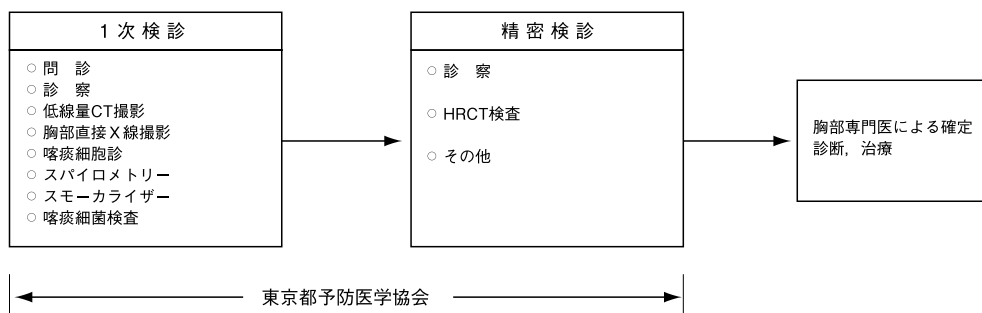 1次検診
○ 問 診
○ 診 察
○ 低線量CT撮影
○ 胸部直接X線撮影
○ 喀痰細胞診
○ スパイロメトリー
○ スモーカライザー
○ 喀痰細菌検査
精密検診
○ 診 察
○ HRCT検査
○ その他
胸部専門医による確定
診断，治療
東京都予防医学協会